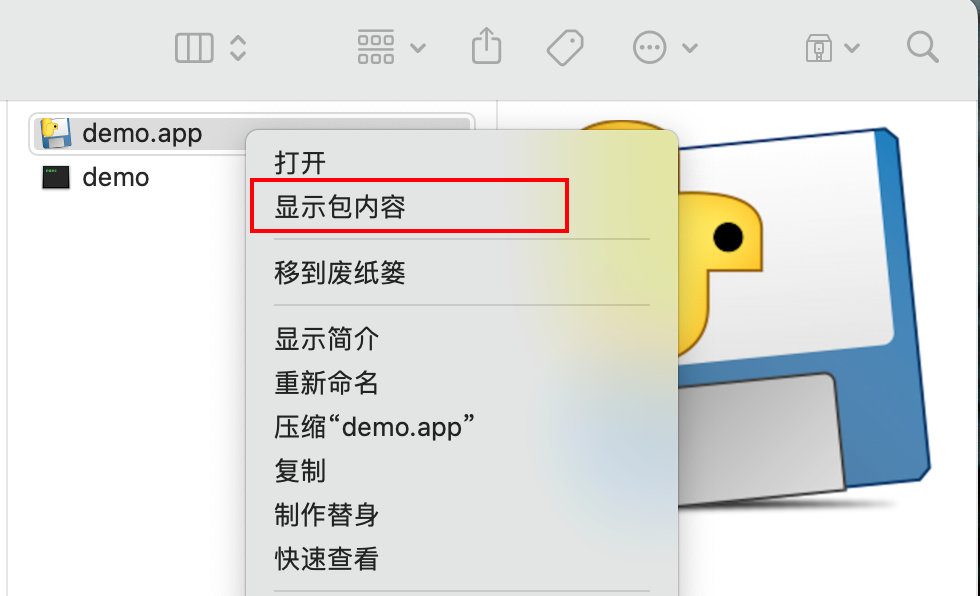 demo.app
demo
打开
显示包内容
移到废纸篓
显示简介
重新命名
压缩“demo.app”
复制
制作替身
快速查看